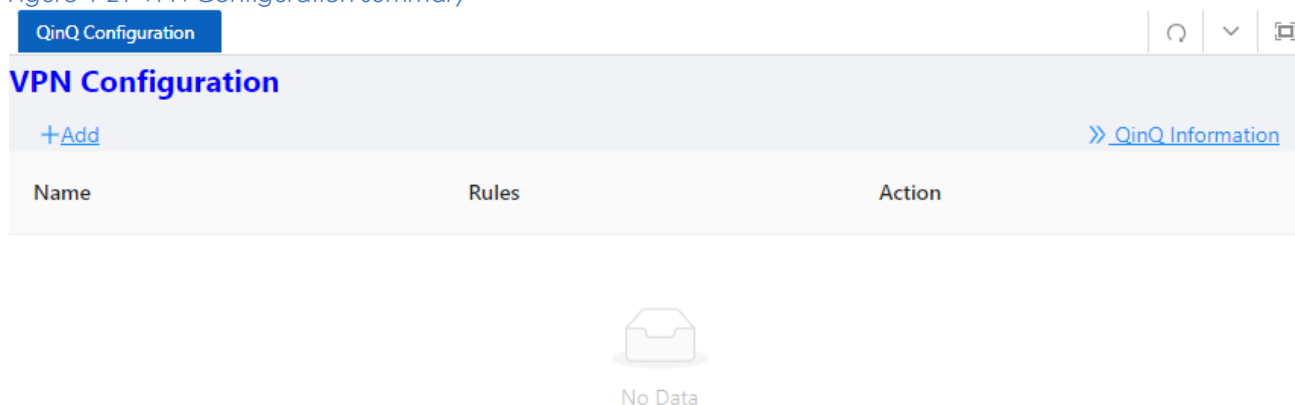 QinQ Configuration
VPN Configuration
+Add
>> QinQ Information
Name Rules Action
No Data